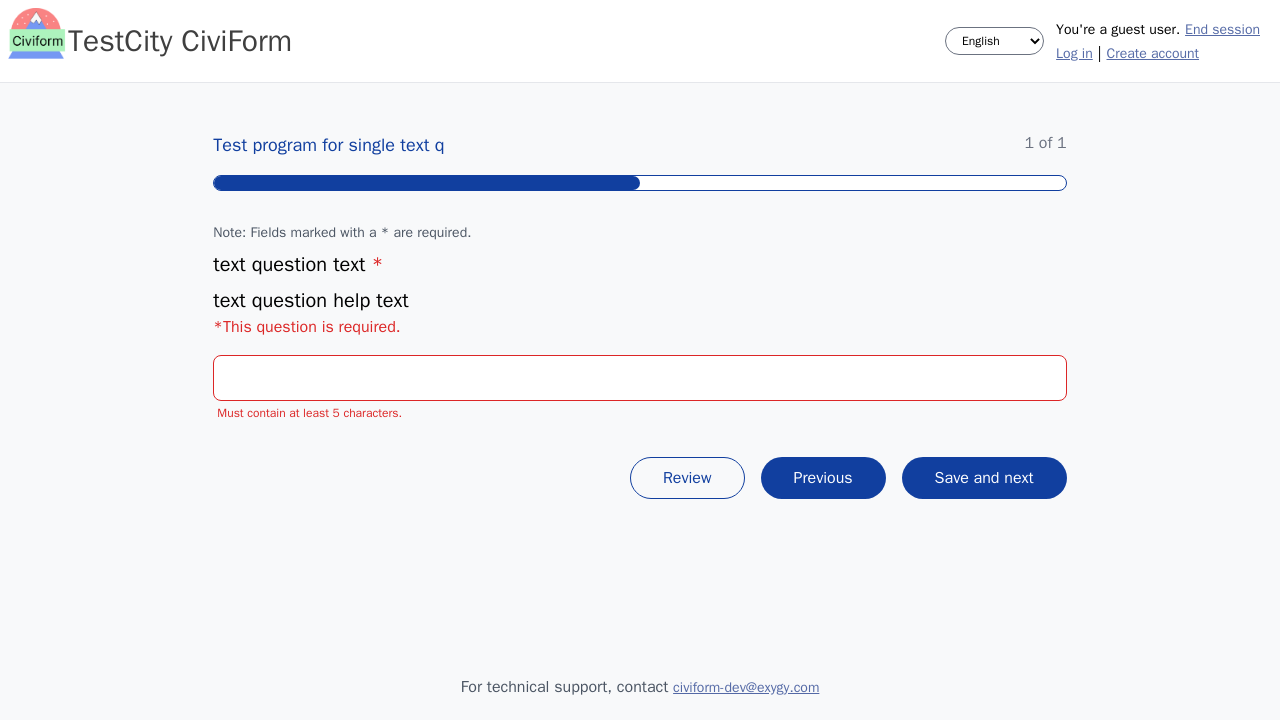 Civiform
TestCity CiviForm
English
You're a guest user. End session
Log in | Create account
Test program for single text q
1 of 1
Note: Fields marked with a * are required.
text question text *
text question help text
*This question is required.
Must contain at least 5 characters.
Review
Previous
Save and next
For technical support, contact civiform-dev@exygy.com